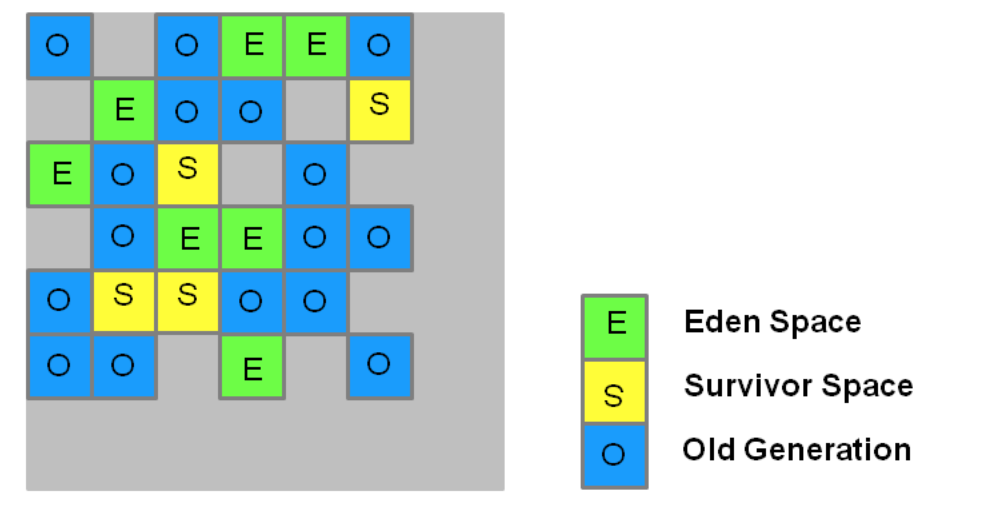 O O E E O
E O O S
E O S O
O E E O O
O S S O O
O O E O
E Eden Space
S Survivor Space
O Old Generation